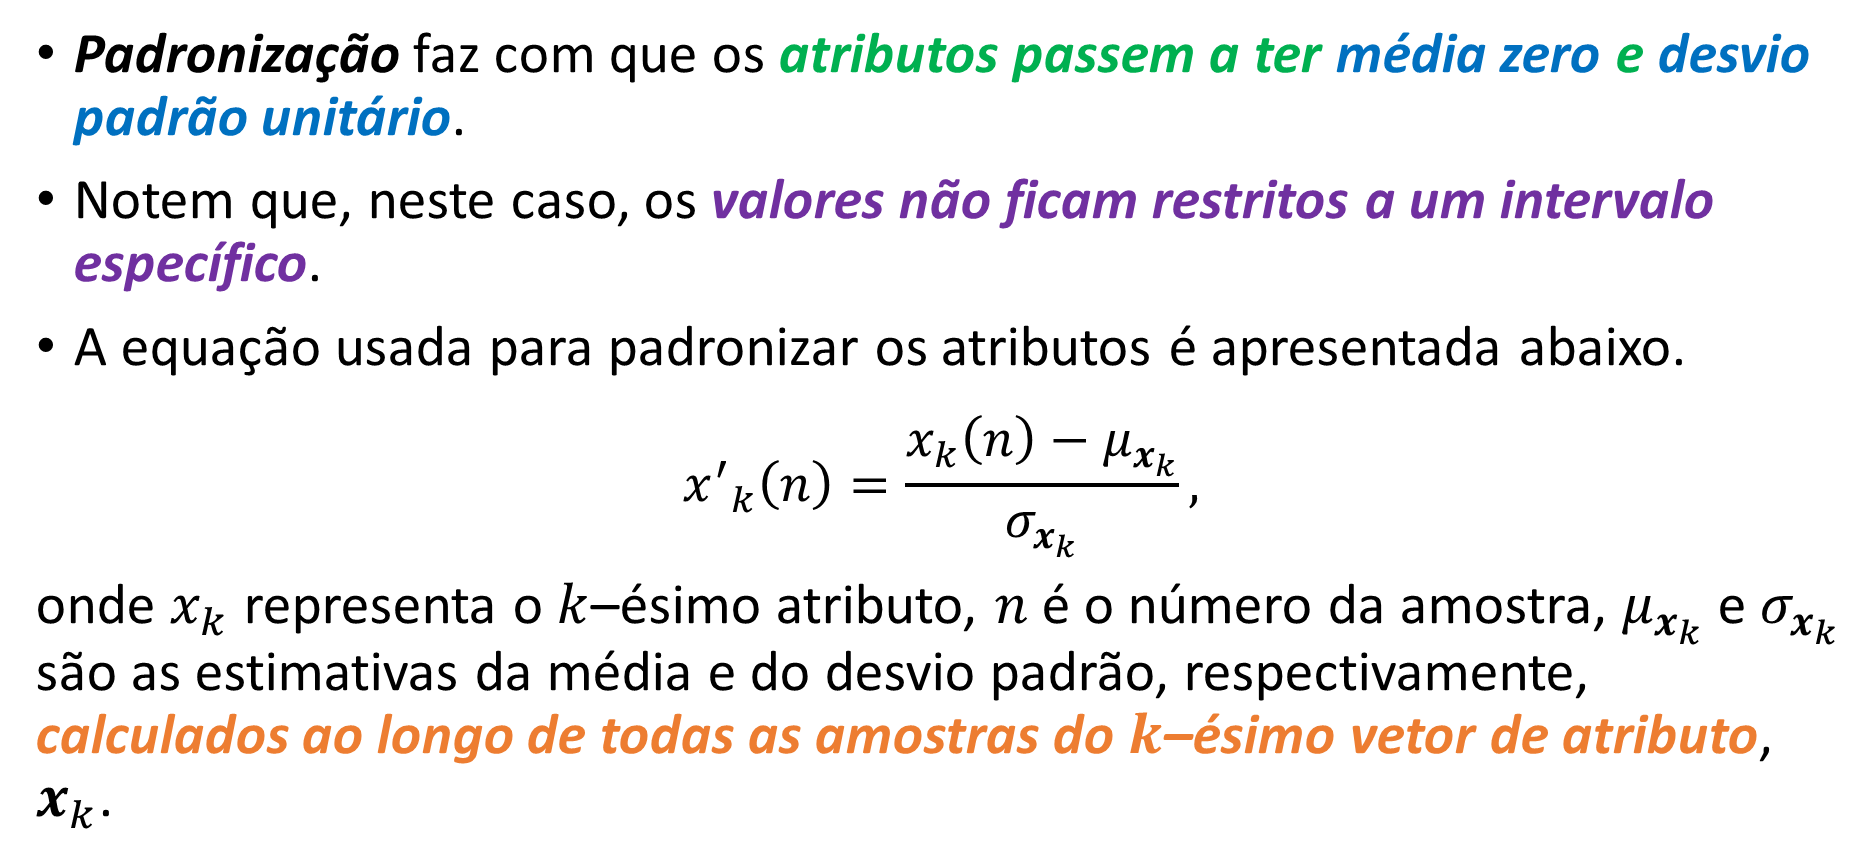 • Padronização faz com que os atributos passem a ter média zero e desvio
padrão unitário.
• Notem que, neste caso, os valores não ficam restritos a um intervalo
específico.
• A equação usada para padronizar os atributos é apresentada abaixo.
x'_k(n) = (x_k(n) − μ_{x_k}) / σ_{x_k},
onde x_k representa o k–ésimo atributo, n é o número da amostra, μ_{x_k} e σ_{x_k}
são as estimativas da média e do desvio padrão, respectivamente,
calculados ao longo de todas as amostras do k–ésimo vetor de atributo,
x_k.